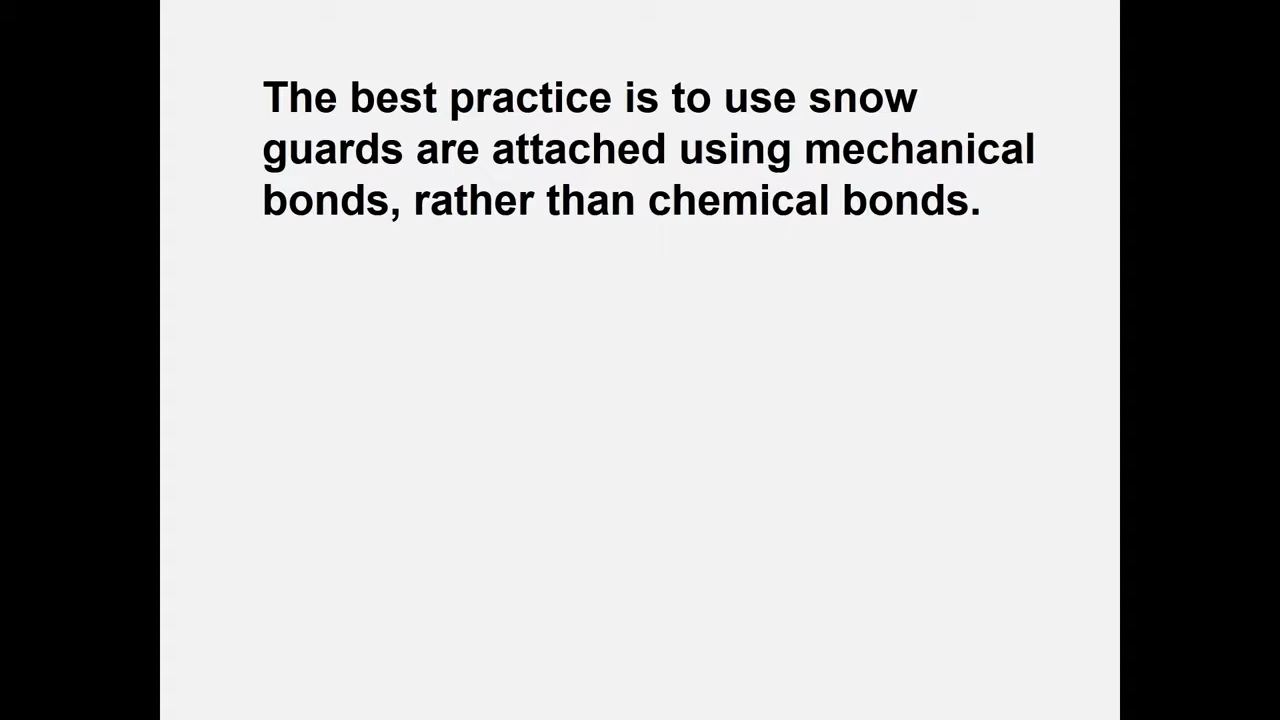 The best practice is to use snow
guards are attached using mechanical
bonds, rather than chemical bonds.